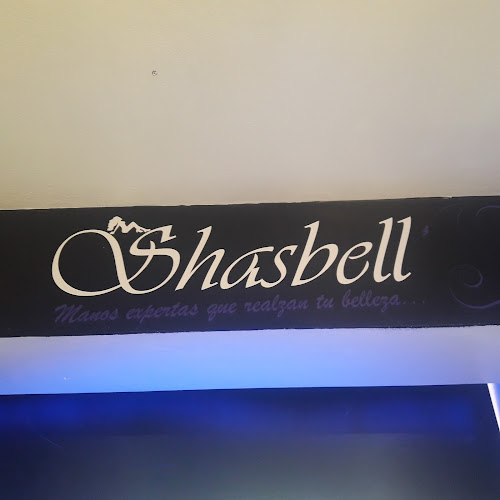 Shasbell
Manos expertas que realzan tu belleza...